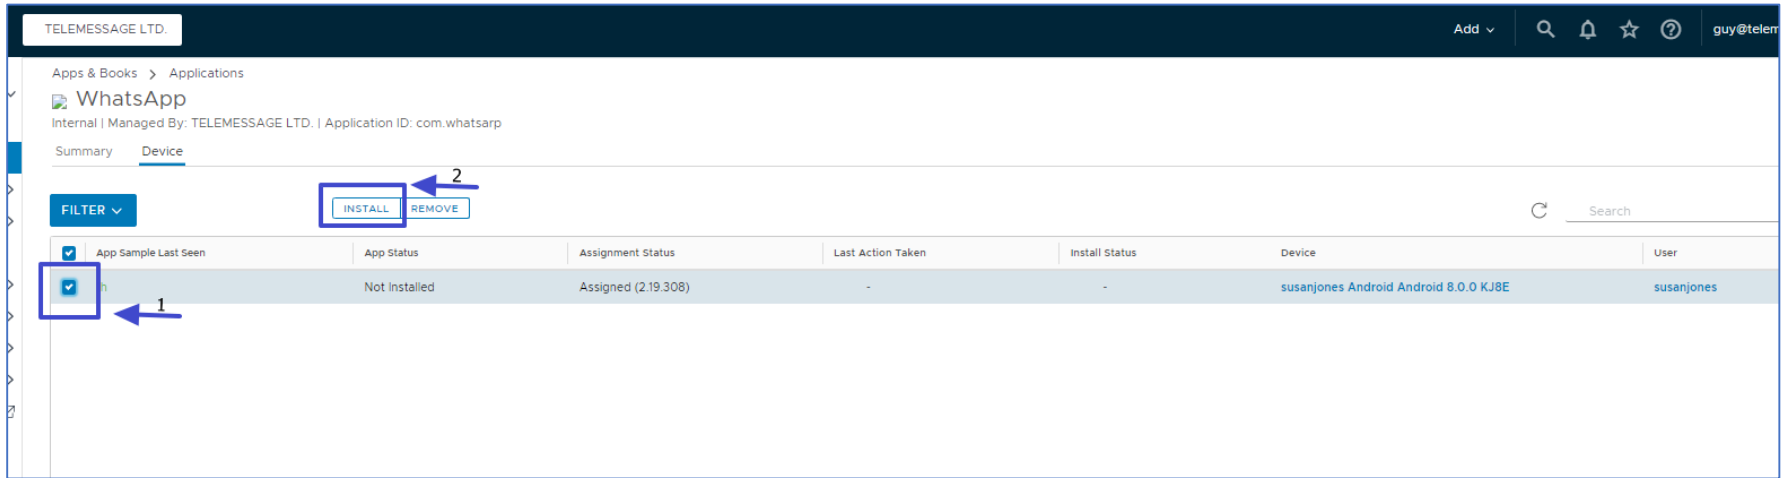 TELEMESSAGE LTD.
Add
guy@telem
Apps & Books > Applications
WhatsApp
Internal | Managed By: TELEMESSAGE LTD. | Application ID: com.whatsarp
Summary Device
2
FILTER INSTALL REMOVE Search
App Sample Last Seen App Status Assignment Status Last Action Taken Install Status Device User
h Not Installed Assigned (2.19.308) - - susanjones Android Android 8.0.0 KJ8E susanjones
1